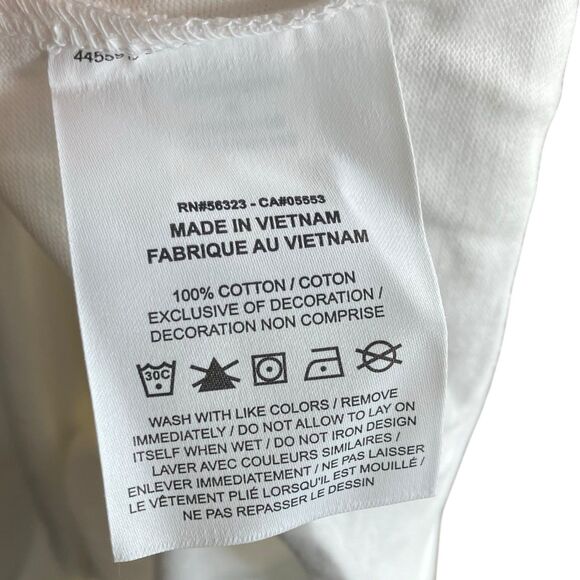 RN#56323 - CA#05553
MADE IN VIETNAM
FABRIQUE AU VIETNAM
100% COTTON / COTON
EXCLUSIVE OF DECORATION /
DECORATION NON COMPRISE
30C
WASH WITH LIKE COLORS / REMOVE
IMMEDIATELY / DO NOT ALLOW TO LAY ON
ITSELF WHEN WET / DO NOT IRON DESIGN
LAVER AVEC COULEURS SIMILAIRES /
ENLEVER IMMEDIATEMENT / NE PAS LAISSER
LE VÊTEMENT PLIÉ LORSQU'IL EST MOUILLÉ /
NE PAS REPASSER LE DESSIN